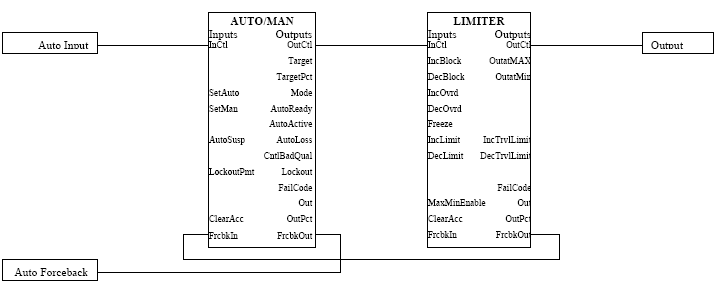 AUTO/MAN
Inputs Outputs
InCtl OutCtl
Target
TargetPct
SetAuto Mode
SetMan AutoReady
AutoActive
AutoSusp AutoLoss
CntlBadQual
LockoutPmt Lockout
FailCode
Out
ClearAcc OutPct
FrcbkIn FrcbkOut
LIMITER
Inputs Outputs
InCtl OutCtl
IncBlock OutatMAX
DecBlock OutatMin
IncOvrd
DecOvrd
Freeze
IncLimit IncTrvlLimit
DecLimit DecTrvlLimit
FailCode
MaxMinEnable Out
ClearAcc OutPct
FrcbkIn FrcbkOut
Auto Input
Output
Auto Forceback